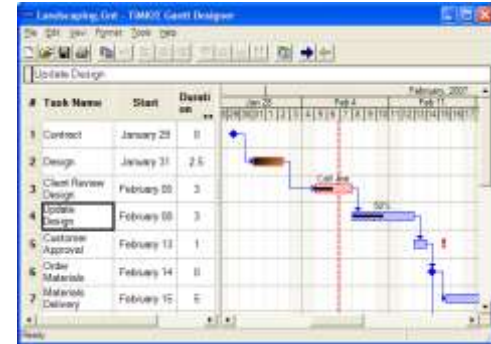 Landscaping.Gnt - TIMIOS Gantt Designer
File Edit View Format Tools Help
Update Design
February, 2007
# Task Name Start Durati on
Jan 28 Feb 4 Feb 11
1 Contract January 29 0
2 Design January 31 2.5
3 Client Review Design February 05 3
Call Joe
4 Update Design February 08 3
50%
5 Customer Approval February 13 1
!
6 Order Materials February 14 0
7 Materials Delivery February 15 5
Ready